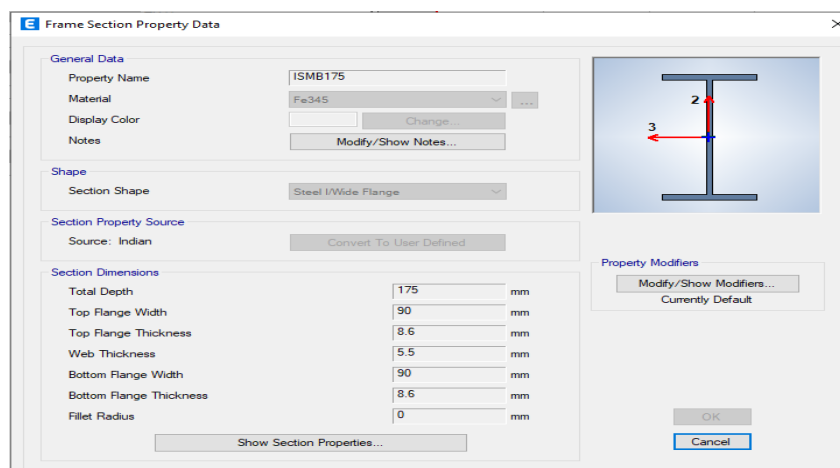 E Frame Section Property Data
General Data
Property Name ISMB175
Material Fe345 ...
Display Color Change...
Notes Modify/Show Notes...
Shape
Section Shape Steel I/Wide Flange
Section Property Source
Source: Indian Convert To User Defined
Section Dimensions
Total Depth 175 mm
Top Flange Width 90 mm
Top Flange Thickness 8.6 mm
Web Thickness 5.5 mm
Bottom Flange Width 90 mm
Bottom Flange Thickness 8.6 mm
Fillet Radius 0 mm
Show Section Properties...
2
3
Property Modifiers
Modify/Show Modifiers...
Currently Default
OK
Cancel